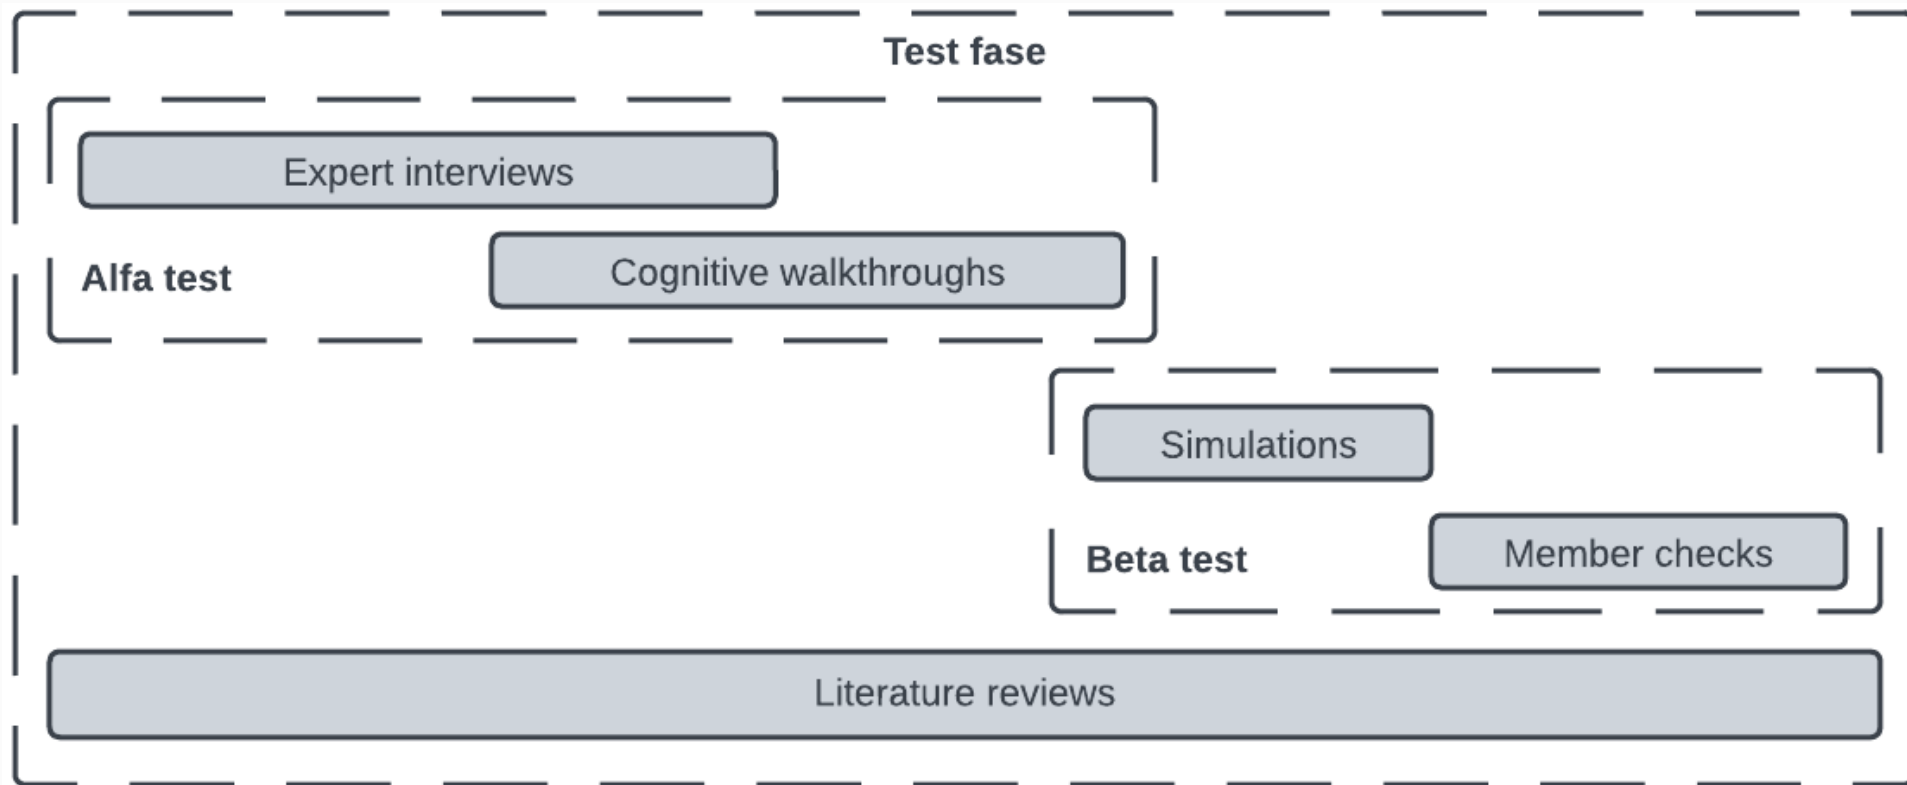 Test fase
Expert interviews
Cognitive walkthroughs
Alfa test
Simulations
Member checks
Beta test
Literature reviews